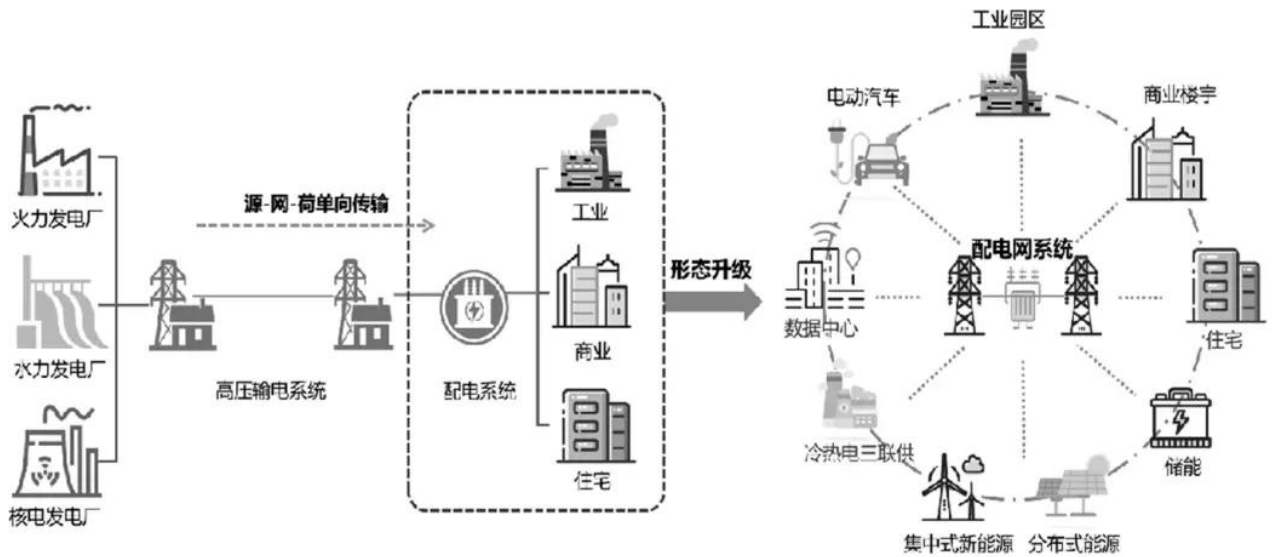 火力发电厂
水力发电厂
核电发电厂
源-网-荷单向传输
高压输电系统
配电系统
工业
商业
住宅
形态升级
工业园区
电动汽车
商业楼宇
配电网系统
数据中心
住宅
冷热电三联供
储能
集中式新能源
分布式能源